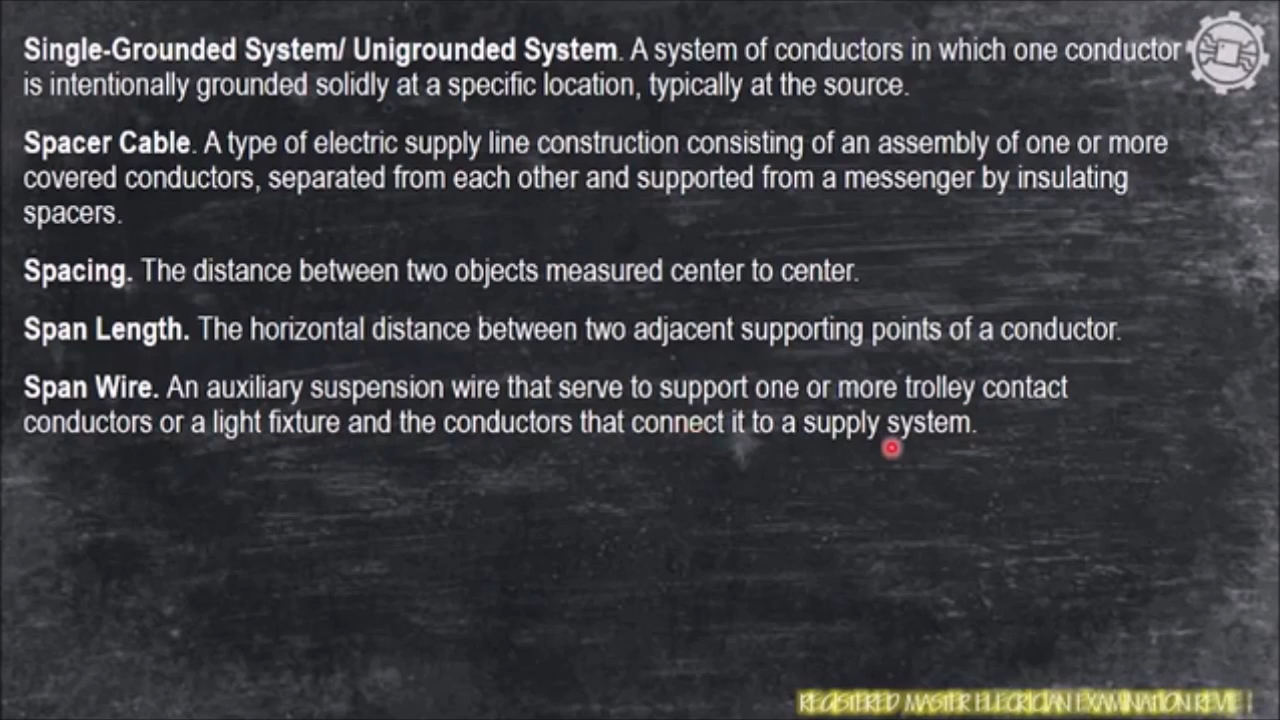 Single-Grounded System/ Unigrounded System. A system of conductors in which one conductor
is intentionally grounded solidly at a specific location, typically at the source.
Spacer Cable. A type of electric supply line construction consisting of an assembly of one or more
covered conductors, separated from each other and supported from a messenger by insulating
spacers.
Spacing. The distance between two objects measured center to center.
Span Length. The horizontal distance between two adjacent supporting points of a conductor.
Span Wire. An auxiliary suspension wire that serve to support one or more trolley contact
conductors or a light fixture and the conductors that connect it to a supply system.
REGISTERED MASTER ELECRICIAN EXAMINATION